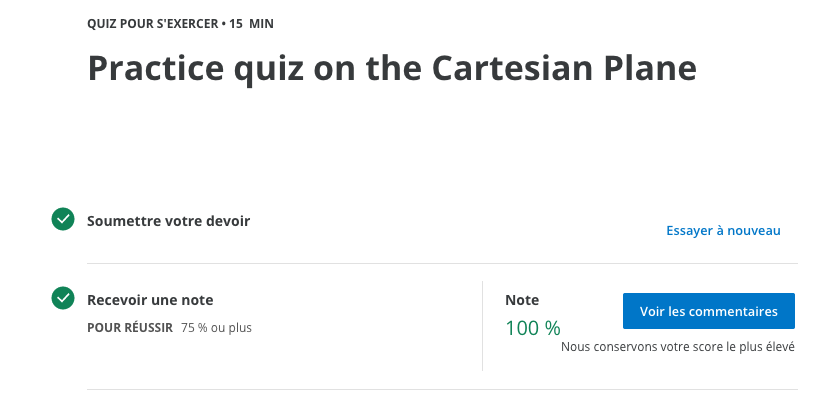 QUIZ POUR S'EXERCER • 15 MIN
Practice quiz on the Cartesian Plane
Soumettre votre devoir
Essayer à nouveau
Recevoir une note
POUR RÉUSSIR 75 % ou plus
Note
100 %
Voir les commentaires
Nous conservons votre score le plus élevé